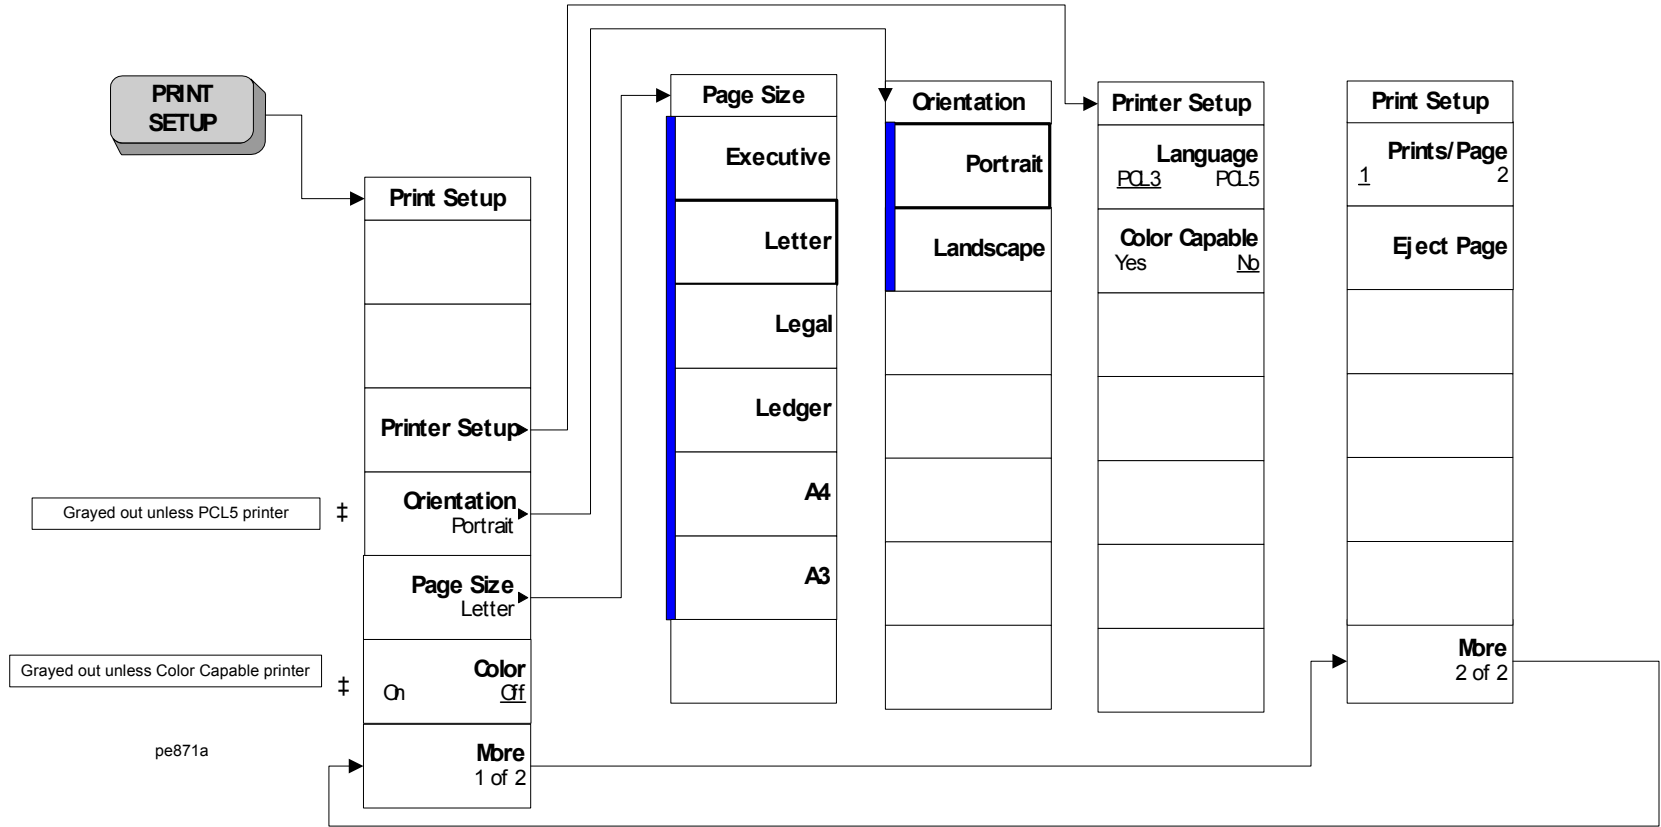 PRINT
SETUP
Print Setup
Printer Setup
Grayed out unless PCL5 printer
‡
Orientation
Portrait
Page Size
Letter
Grayed out unless Color Capable printer
‡
Color
On Off
pe871a
More
1 of 2
Page Size
Executive
Letter
Legal
Ledger
A4
A3
Orientation
Portrait
Landscape
Printer Setup
Language
PCL3 PCL5
Color Capable
Yes No
Print Setup
Prints/Page
1 2
Eject Page
More
2 of 2